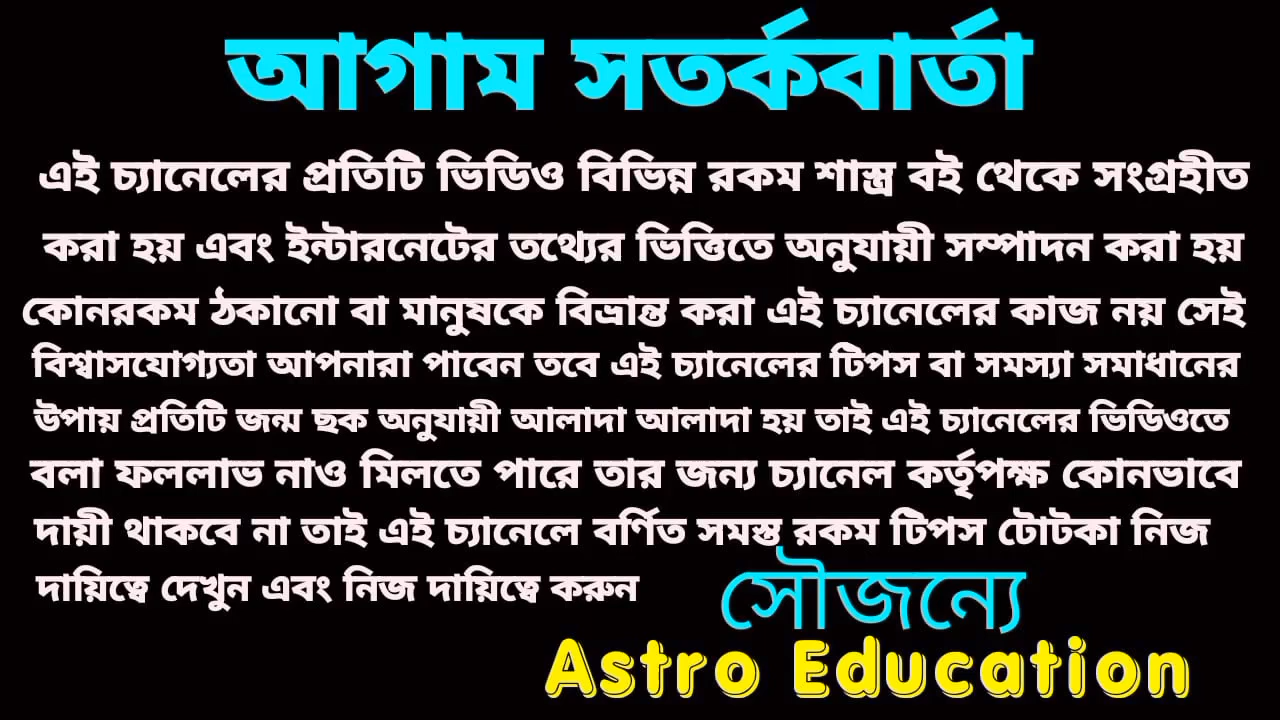 আগাম সতর্কবার্তা
এই চ্যানেলের প্রতিটি ভিডিও বিভিন্ন রকম শাস্ত্র বই থেকে সংগ্রহীত
করা হয় এবং ইন্টারনেটের তথ্যের ভিত্তিতে অনুযায়ী সম্পাদন করা হয়
কোনরকম ঠকানো বা মানুষকে বিভ্রান্ত করা এই চ্যানেলের কাজ নয় সেই
বিশ্বাসযোগ্যতা আপনারা পাবেন তবে এই চ্যানেলের টিপস বা সমস্যা সমাধানের
উপায় প্রতিটি জন্ম ছক অনুযায়ী আলাদা আলাদা হয় তাই এই চ্যানেলের ভিডিওতে
বলা ফললাভ নাও মিলতে পারে তার জন্য চ্যানেল কর্তৃপক্ষ কোনভাবে
দায়ী থাকবে না তাই এই চ্যানেলে বর্ণিত সমস্ত রকম টিপস টোটকা নিজ
দায়িত্বে দেখুন এবং নিজ দায়িত্বে করুন
সৌজন্যে
Astro Education